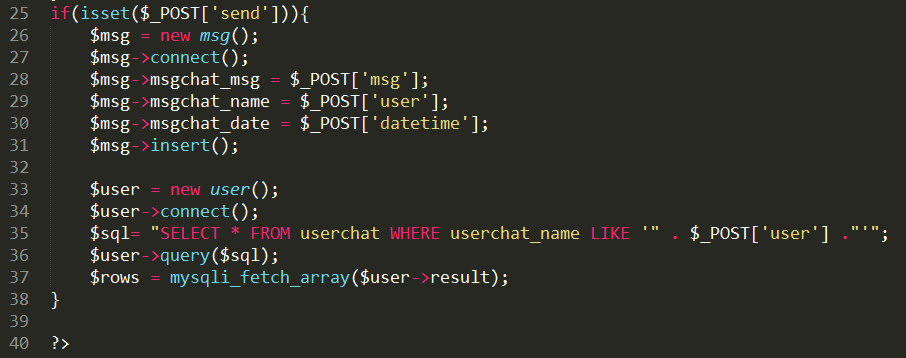 25 if(isset($_POST['send'])){
26     $msg = new msg();
27     $msg->connect();
28     $msg->msgchat_msg = $_POST['msg'];
29     $msg->msgchat_name = $_POST['user'];
30     $msg->msgchat_date = $_POST['datetime'];
31     $msg->insert();
32
33     $user = new user();
34     $user->connect();
35     $sql= "SELECT * FROM userchat WHERE userchat_name LIKE '" . $_POST['user'] ."'";
36     $user->query($sql);
37     $rows = mysqli_fetch_array($user->result);
38 }
39
40 ?>